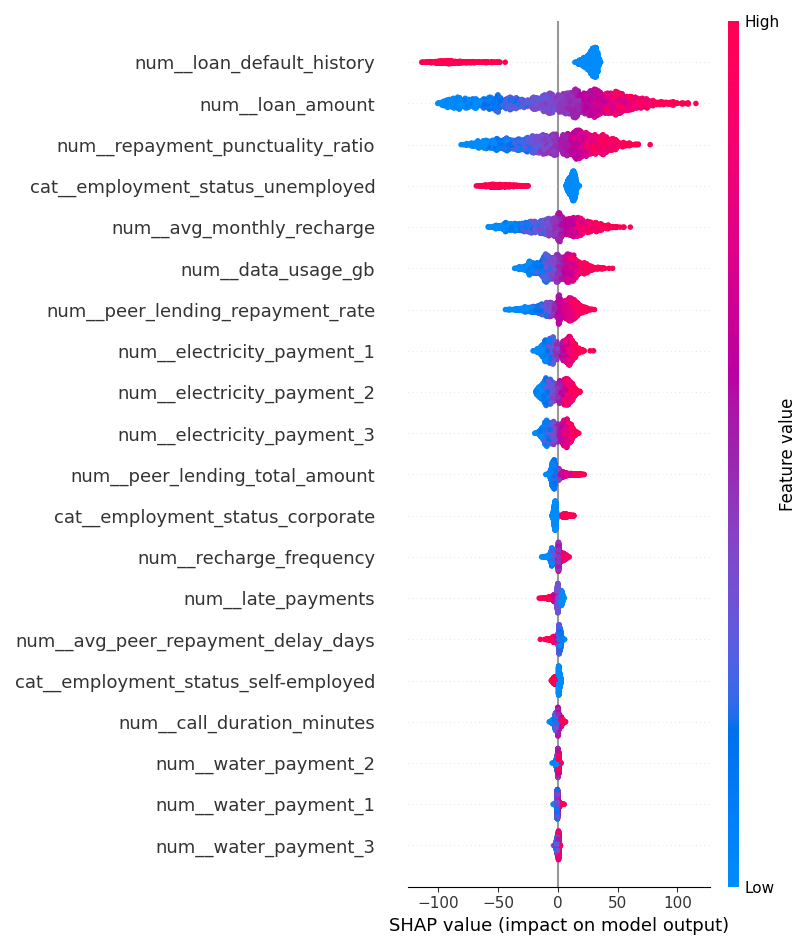 High
num__loan_default_history
num__loan_amount
num__repayment_punctuality_ratio
cat__employment_status_unemployed
num__avg_monthly_recharge
num__data_usage_gb
num__peer_lending_repayment_rate
num__electricity_payment_1
num__electricity_payment_2
num__electricity_payment_3
num__peer_lending_total_amount
cat__employment_status_corporate
num__recharge_frequency
num__late_payments
num__avg_peer_repayment_delay_days
cat__employment_status_self-employed
num__call_duration_minutes
num__water_payment_2
num__water_payment_1
num__water_payment_3
Feature value
Low
−100 −50 0 50 100
SHAP value (impact on model output)